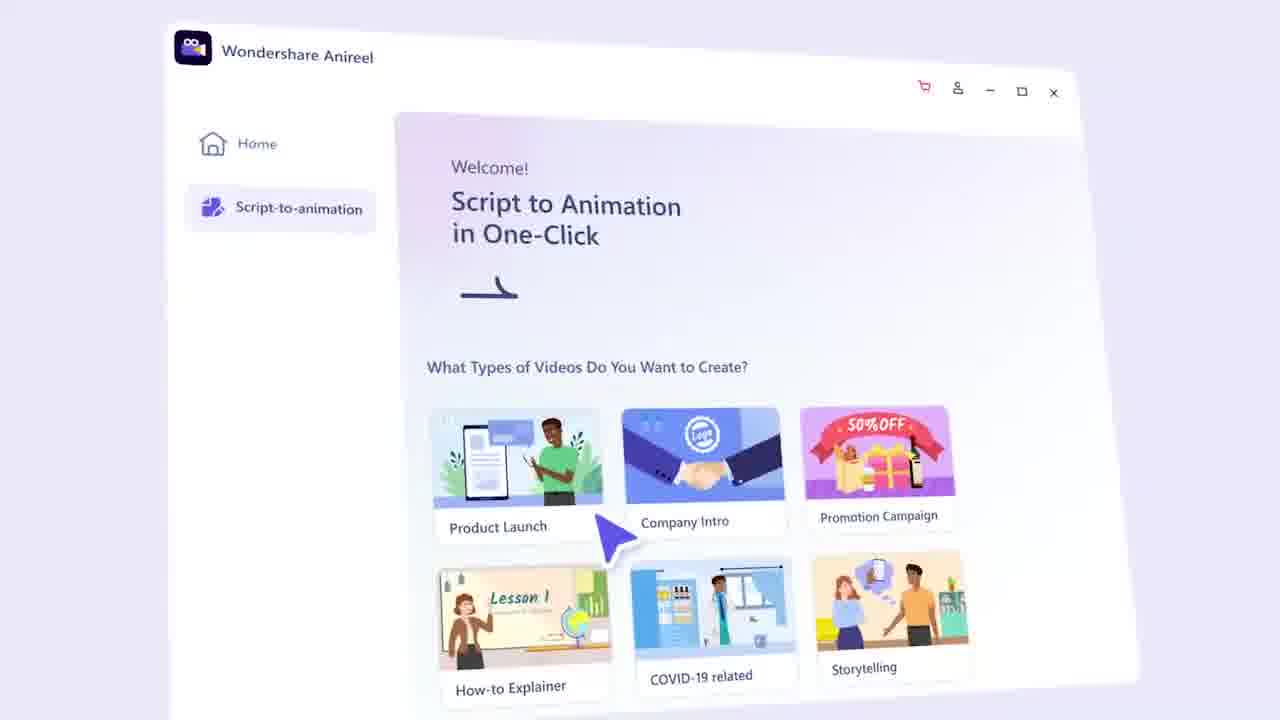 Wondershare Anireel
Home
Script-to-animation
Welcome!
Script to Animation
in One-Click
What Types of Videos Do You Want to Create?
50%OFF
Logo
Product Launch
Company Intro
Promotion Campaign
Lesson 1
How-to Explainer
COVID-19 related
Storytelling